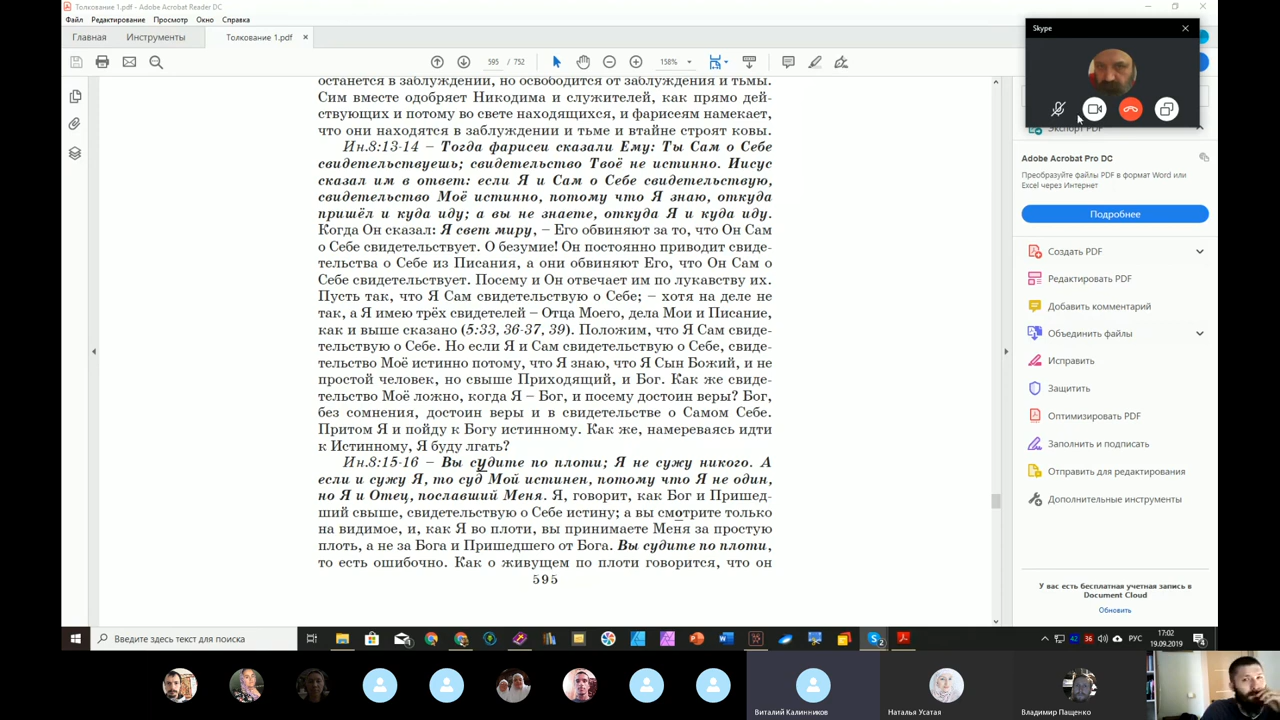 Толкование 1.pdf - Adobe Acrobat Reader DC
Файл Редактирование Просмотр Окно Справка
Главная Инструменты Толкование 1.pdf ×
/ 752 158%
Skype
останется в заблуждении, но освободится от заблуждения и тьмы.
Сим вместе одобряет Никодима и служителей, как прямо дей-
ствующих и потому во свете находящихся, и фарисеям намекает,
что они находятся в заблуждении и тьме и втайне строят ковы.
Ин.8:13-14 – Тогда фарисеи сказали Ему: Ты Сам о Себе
свидетельствуешь; свидетельство Твоё не истинно. Иисус
сказал им в ответ: если Я и Сам о Себе свидетельствую,
свидетельство Моё истинно, потому что Я знаю, откуда
пришёл и куда иду; а вы не знаете, откуда Я и куда иду.
Когда Он сказал: Я свет миру, – Его обвиняют за то, что Он Сам
о Себе свидетельствует. О безумие! Он постоянно приводит свиде-
тельства о Себе из Писания, а они обвиняют Его, что Он Сам о
Себе свидетельствует. Посему и Он отвечает им по лукавству их.
Пусть так, что Я Сам свидетельствую о Себе; – хотя на деле не
так, а Я имею трёх свидетелей – Отца Моего, дела Мои и Писание,
как и выше сказано (5:33, 36-37, 39). Положим, что Я Сам свиде-
тельствую о Себе. Но если Я и Сам свидетельствую о Себе, свиде-
тельство Моё истинно потому, что Я знаю, что Я Сын Божий, и не
простой человек, но свыше Приходящий, и Бог. Как же свиде-
тельство Моё ложно, когда Я – Бог, и посему достоин веры? Бог,
без сомнения, достоин веры и в свидетельстве о Самом Себе.
Притом Я и пойду к Богу истинному. Как же, намереваясь идти
к Истинному, Я буду лгать?
Ин.8:15-16 – Вы судите по плоти; Я не сужу никого. А
если и сужу Я, то суд Мой истинен, потому что Я не один,
но Я и Отец, пославший Меня. Я, говорит, как Бог и Пришед-
ший свыше, свидетельствую о Себе истину; а вы смотрите только
на видимое, и, как Я во плоти, вы принимаете Меня за простую
плоть, а не за Бога и Пришедшего от Бога. Вы судите по плоти,
то есть ошибочно. Как о живущем по плоти говорится, что он
595
Экспорт PDF
Adobe Acrobat Pro DC
Преобразуйте файлы PDF в формат Word или
Excel через Интернет
Подробнее
Создать PDF
Редактировать PDF
Добавить комментарий
Объединить файлы
Исправить
Защитить
Оптимизировать PDF
Заполнить и подписать
Отправить для редактирования
Дополнительные инструменты
У вас есть бесплатная учетная запись в
Document Cloud
Обновить
Введите здесь текст для поиска
42 36 РУС
17:02
19.09.2019
Виталий Калинников
Наталья Усатая
Владимир Пащенко